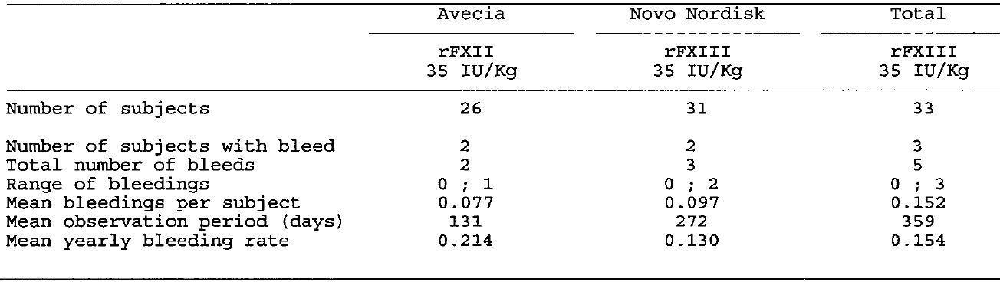 Avecia Novo Nordisk Total
rFXII rFXIII rFXIII
35 IU/Kg 35 IU/Kg 35 IU/Kg
Number of subjects 26 31 33
Number of subjects with bleed 2 2 3
Total number of bleeds 2 3 5
Range of bleedings 0 ; 1 0 ; 2 0 ; 3
Mean bleedings per subject 0.077 0.097 0.152
Mean observation period (days) 131 272 359
Mean yearly bleeding rate 0.214 0.130 0.154